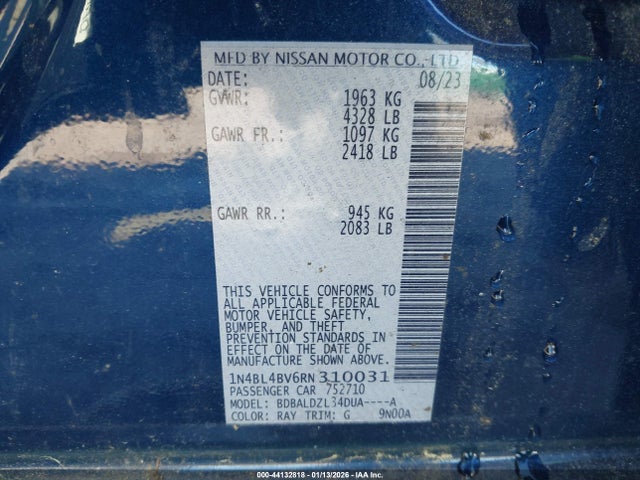 MFD BY NISSAN MOTOR CO., LTD
DATE: 08/23
GVWR: 1963 KG
4328 LB
GAWR FR.: 1097 KG
2418 LB
GAWR RR.: 945 KG
2083 LB
THIS VEHICLE CONFORMS TO
ALL APPLICABLE FEDERAL
MOTOR VEHICLE SAFETY,
BUMPER, AND THEFT
PREVENTION STANDARDS IN
EFFECT ON THE DATE OF
MANUFACTURE SHOWN ABOVE.
1N4BL4BV6RN310031
PASSENGER CAR 752710
MODEL: BDBALDZL34DUA----A
COLOR: RAY TRIM: G 9N00A
000-44132818 - 01/13/2026 - IAA Inc.